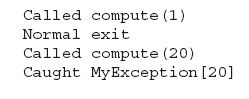 Called compute(1)
Normal exit
Called compute(20)
Caught MyException[20]